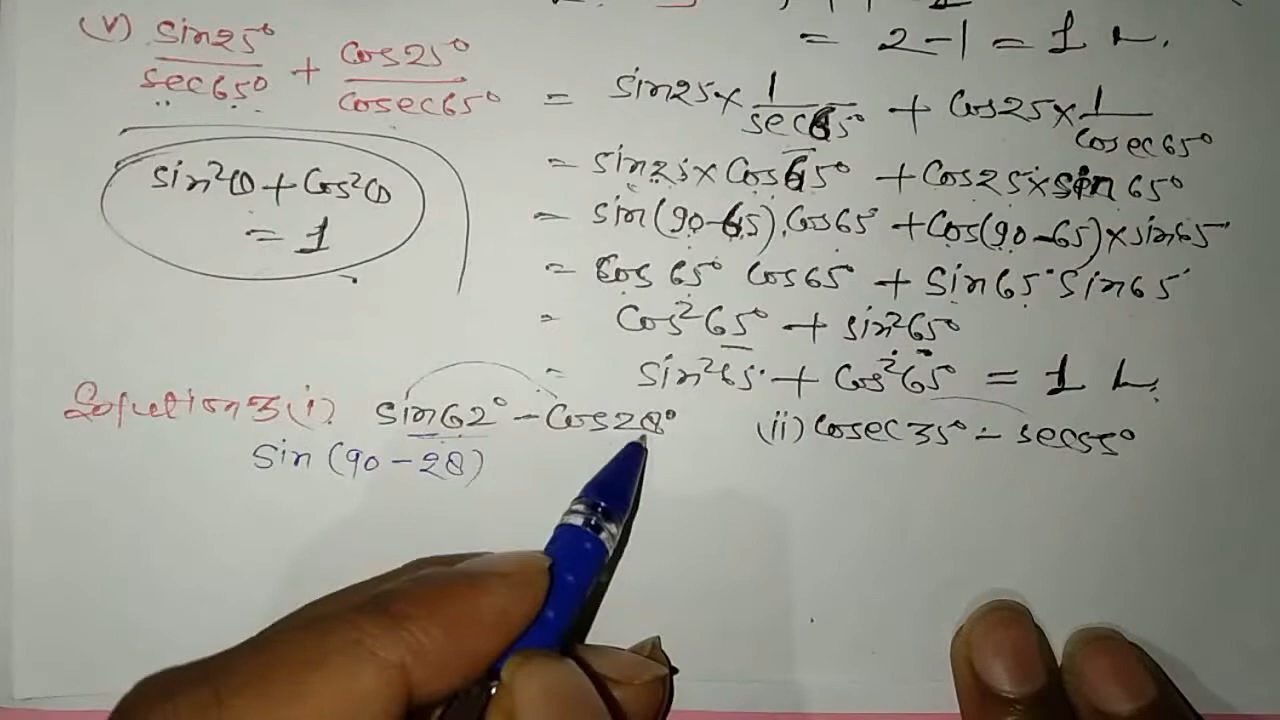 = 2-1 = 1
(v) sin25°/sec65° + cos25°/cosec65° = sin25×1/sec65° + Cos25×1/cosec65°
= sin25×Cos65° + Cos25×sin65°
sin²θ + Cos²θ
= 1
= sin(90-65).Cos65° + Cos(90-65)×sin65°
= Cos65° cos65° + Sin65° Sin65°
= Cos²65° + sin²65°
= sin²65° + Cos²65° = 1
Solution 3(i). sin62° - Cos28° (ii) Cosec35° - sec55°
Sin (90-28)